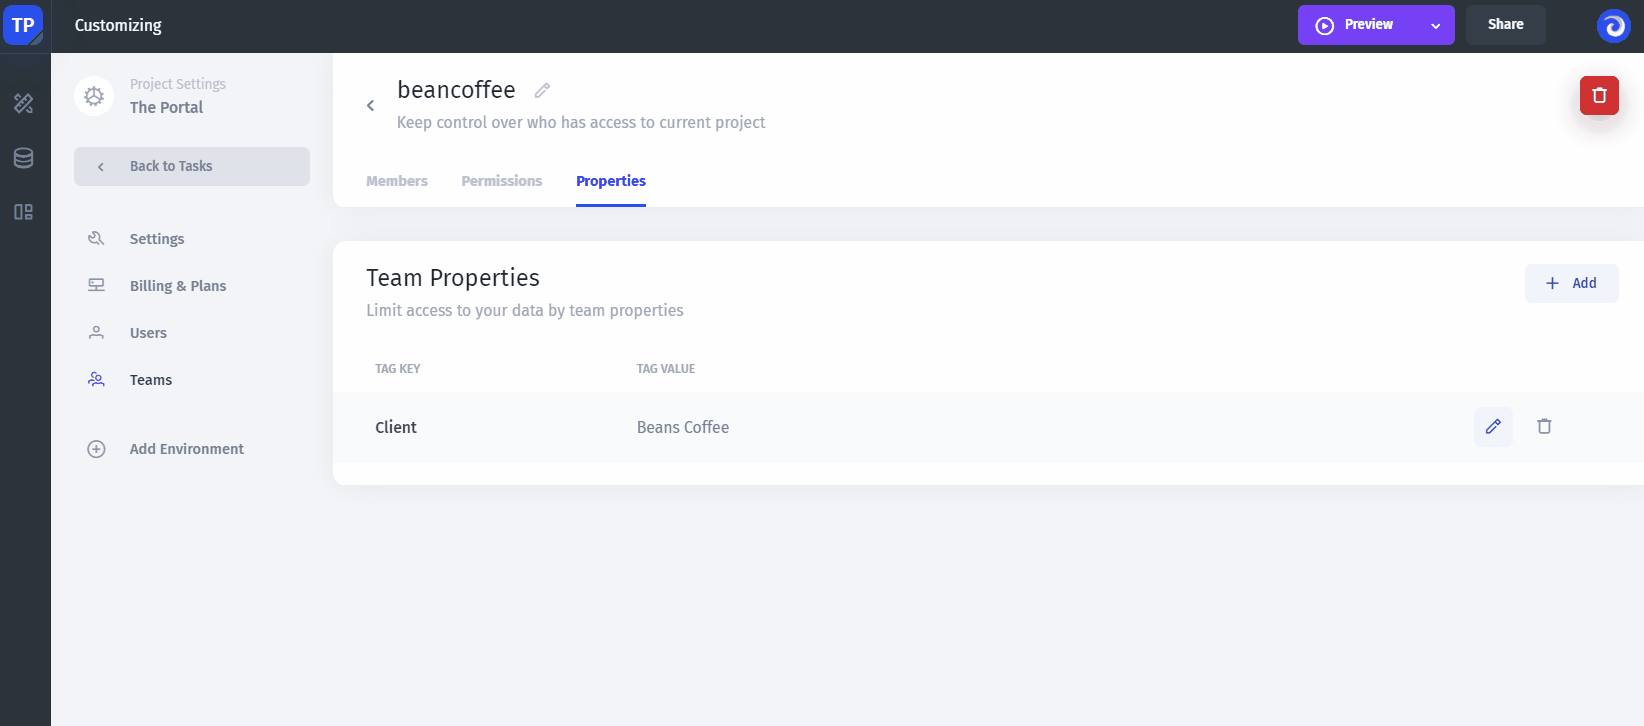 TP
Customizing
Preview
Share
Project Settings
The Portal
Back to Tasks
Settings
Billing & Plans
Users
Teams
Add Environment
beancoffee
Keep control over who has access to current project
Members
Permissions
Properties
Team Properties
Limit access to your data by team properties
Add
TAG KEY
TAG VALUE
Client
Beans Coffee